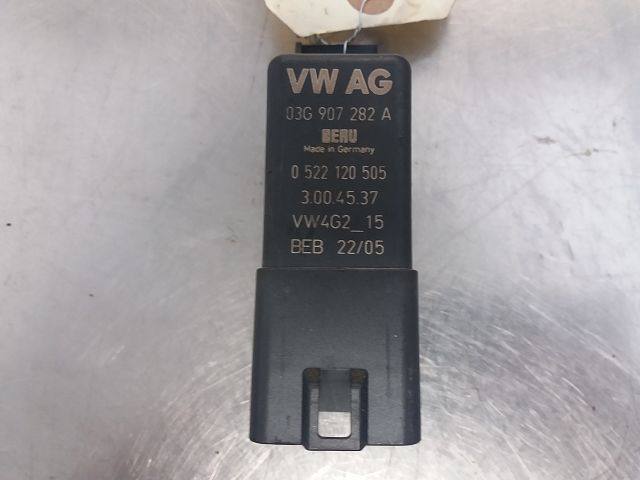 VW AG
03G 907 282 A
BERU
Made in Germany
0 522 120 505
3.00.45.37
VW4G2_15
BEB 22/05